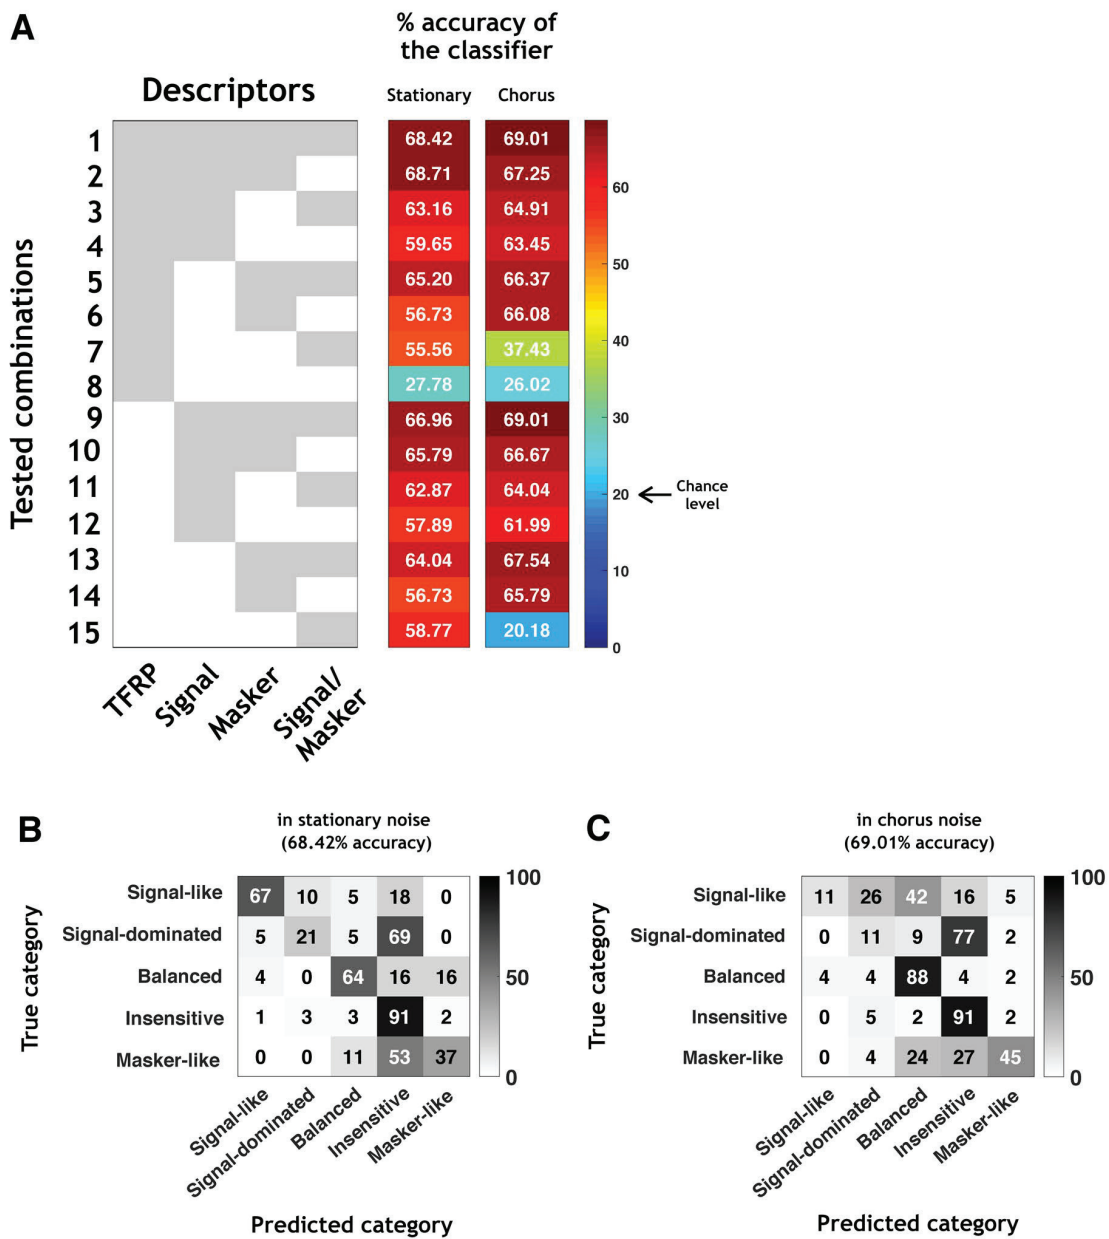 A
% accuracy of
the classifier
Descriptors
Stationary
Chorus
Tested combinations
1 68.42 69.01
2 68.71 67.25
3 63.16 64.91
4 59.65 63.45
5 65.20 66.37
6 56.73 66.08
7 55.56 37.43
8 27.78 26.02
9 66.96 69.01
10 65.79 66.67
11 62.87 64.04
12 57.89 61.99
13 64.04 67.54
14 56.73 65.79
15 58.77 20.18
60
50
40
30
20
10
0
Chance
level
TFRP
Signal
Masker
Signal/
Masker
B
in stationary noise
(68.42% accuracy)
True category
Signal-like 67 10 5 18 0
Signal-dominated 5 21 5 69 0
Balanced 4 0 64 16 16
Insensitive 1 3 3 91 2
Masker-like 0 0 11 53 37
100
50
0
Signal-like
Signal-dominated
Balanced
Insensitive
Masker-like
Predicted category
C
in chorus noise
(69.01% accuracy)
True category
Signal-like 11 26 42 16 5
Signal-dominated 0 11 9 77 2
Balanced 4 4 88 4 2
Insensitive 0 5 2 91 2
Masker-like 0 4 24 27 45
100
50
0
Signal-like
Signal-dominated
Balanced
Insensitive
Masker-like
Predicted category